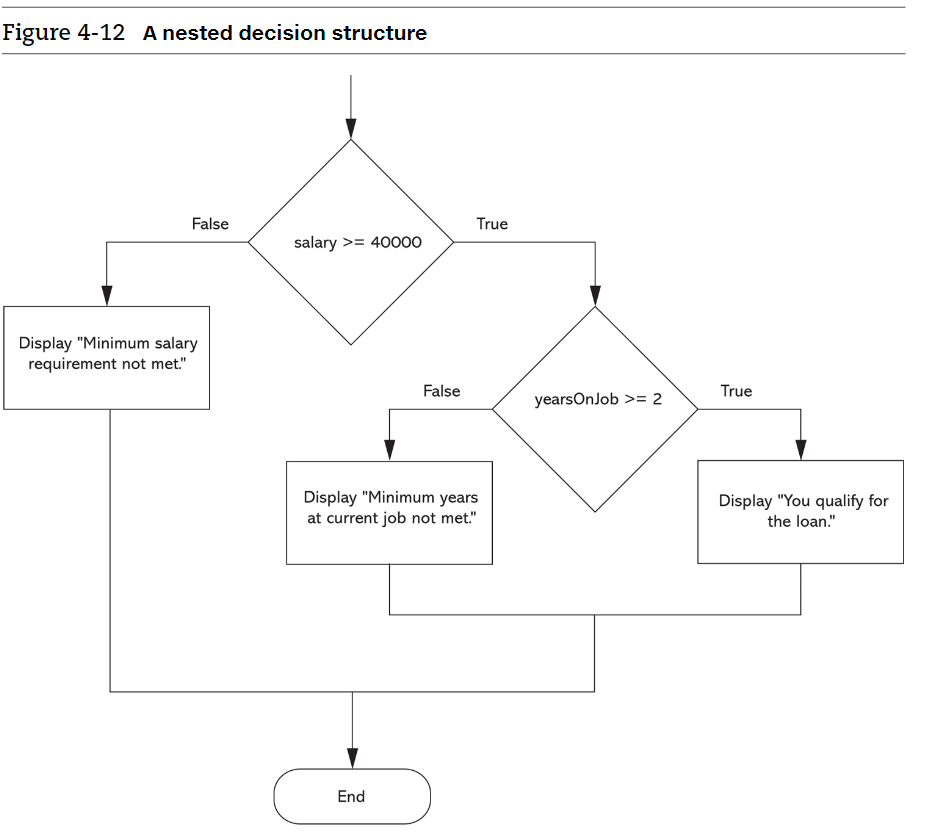 Figure 4-12 A nested decision structure
False
True
salary >= 40000
Display "Minimum salary
requirement not met."
False
True
yearsOnJob >= 2
Display "Minimum years
at current job not met."
Display "You qualify for
the loan."
End